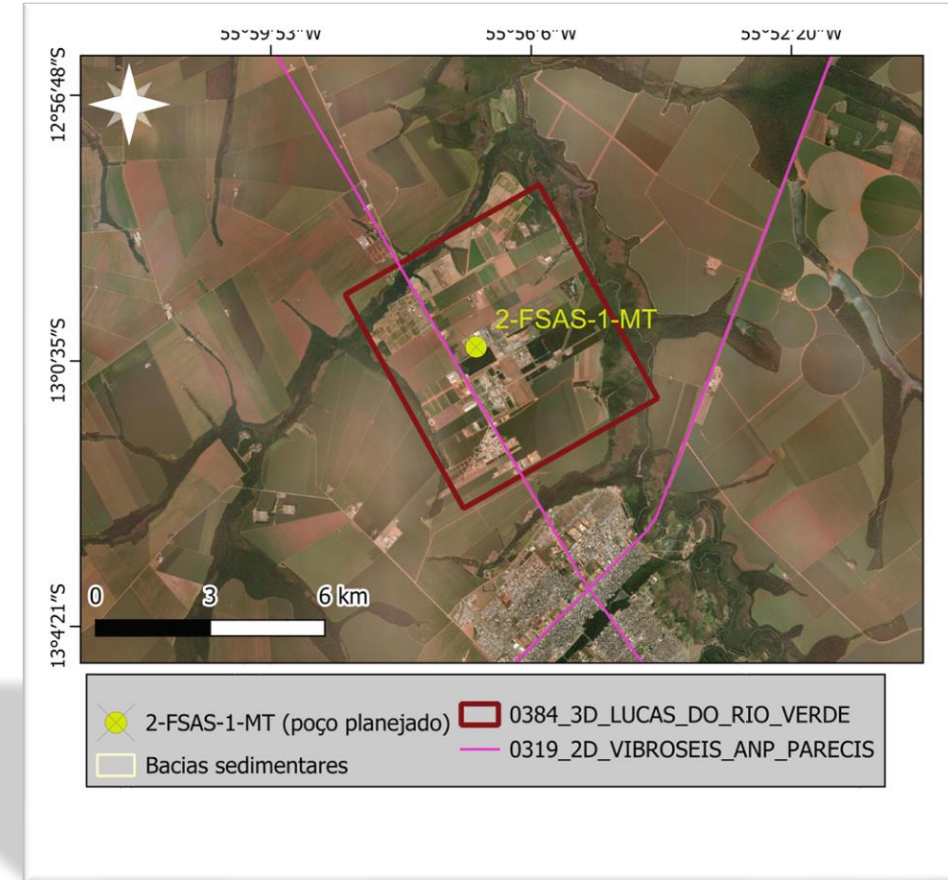 55°59'53"W 55°56'6"W 55°52'20"W
12°56'48"S
2-FSAS-1-MT
13°0'35"S
0 3 6 km
13°4'21"S
2-FSAS-1-MT (poço planejado)
0384_3D_LUCAS_DO_RIO_VERDE
Bacias sedimentares
0319_2D_VIBROSEIS_ANP_PARECIS